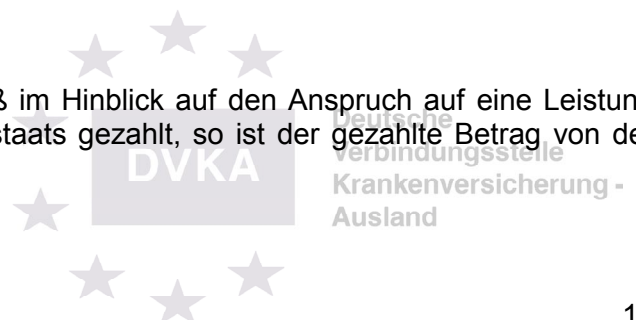 ß im Hinblick auf den Anspruch auf eine Leistun
staats gezahlt, so ist der gezahlte Betrag von de
DVKA
Deutsche
Verbindungsstelle
Krankenversicherung -
Ausland
1